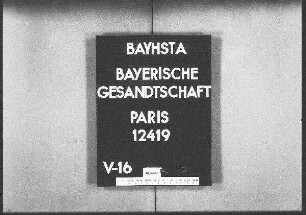 BAYHSTA
BAYERISCHE
GESANDTSCHAFT
PARIS
12419
V-16